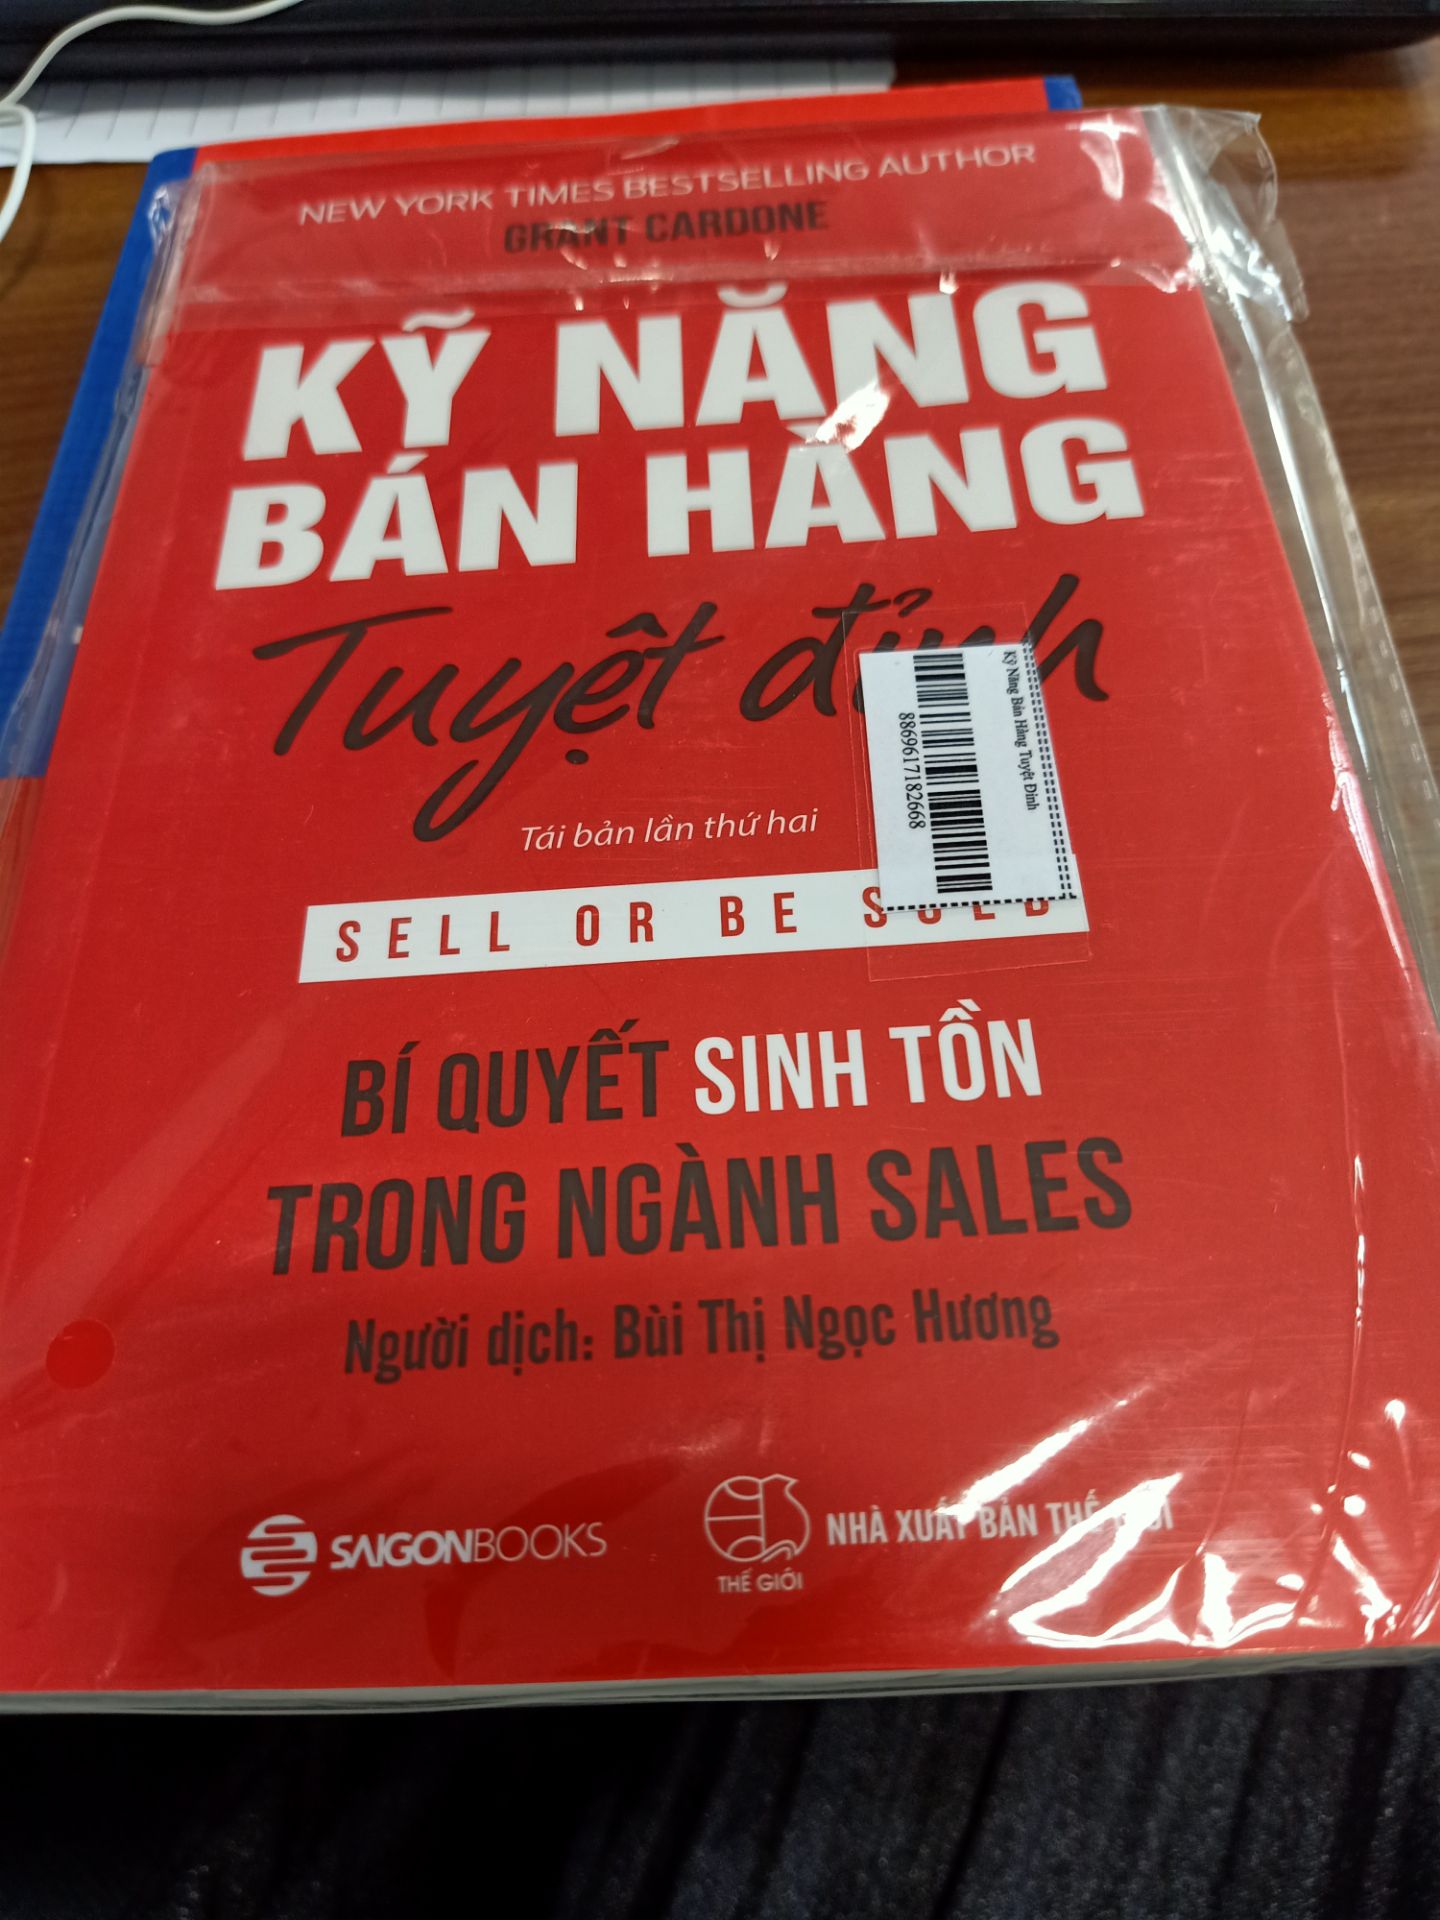 NEW YORK TIMES BESTSELLING AUTHOR
GRANT CARDONE
KỸ NĂNG
BÁN HÀNG
Tuyệt đỉnh
Kỹ Năng Bán Hàng Tuyệt Đỉnh
8869617182668
Tái bản lần thứ hai
SELL OR BE SOLD
BÍ QUYẾT SINH TỒN
TRONG NGÀNH SALES
Người dịch: Bùi Thị Ngọc Hương
SAIGONBOOKS
THẾ GIỚI
NHÀ XUẤT BẢN THẾ GIỚI